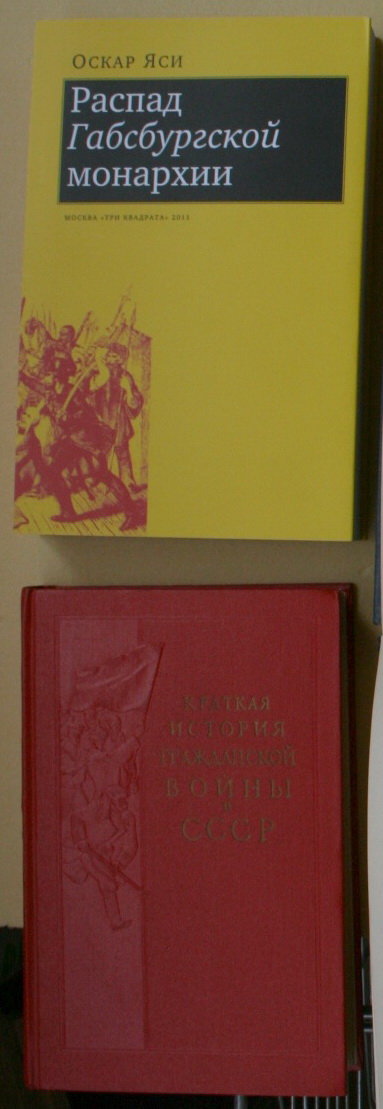 ОСКАР ЯСИ
Распад
Габсбургской
монархии
МОСКВА «ТРИ КВАДРАТА» 2011
КРАТКАЯ
ИСТОРИЯ
ГРАЖДАНСКОЙ
ВОЙНЫ
В
СССР